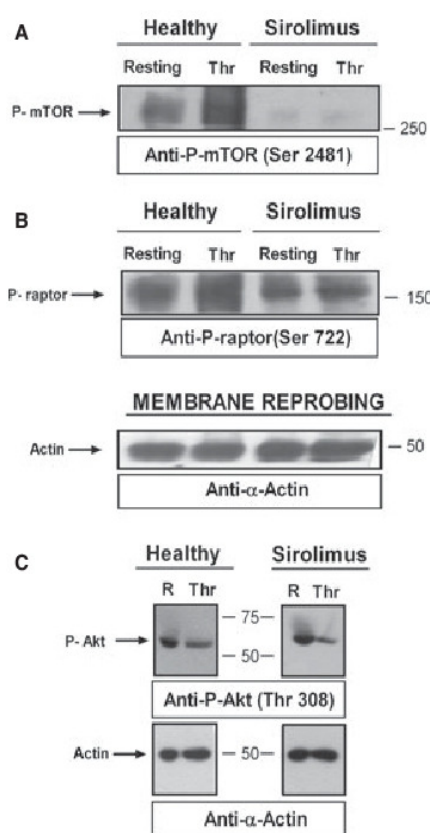 A
Healthy Sirolimus
Resting Thr Resting Thr
P- mTOR
250
Anti-P-mTOR (Ser 2481)
B
Healthy Sirolimus
Resting Thr Resting Thr
P- raptor
150
Anti-P-raptor(Ser 722)
MEMBRANE REPROBING
Actin
50
Anti-α-Actin
C
Healthy Sirolimus
R Thr R Thr
75
P- Akt
50
Anti-P-Akt (Thr 308)
Actin
50
Anti-α-Actin